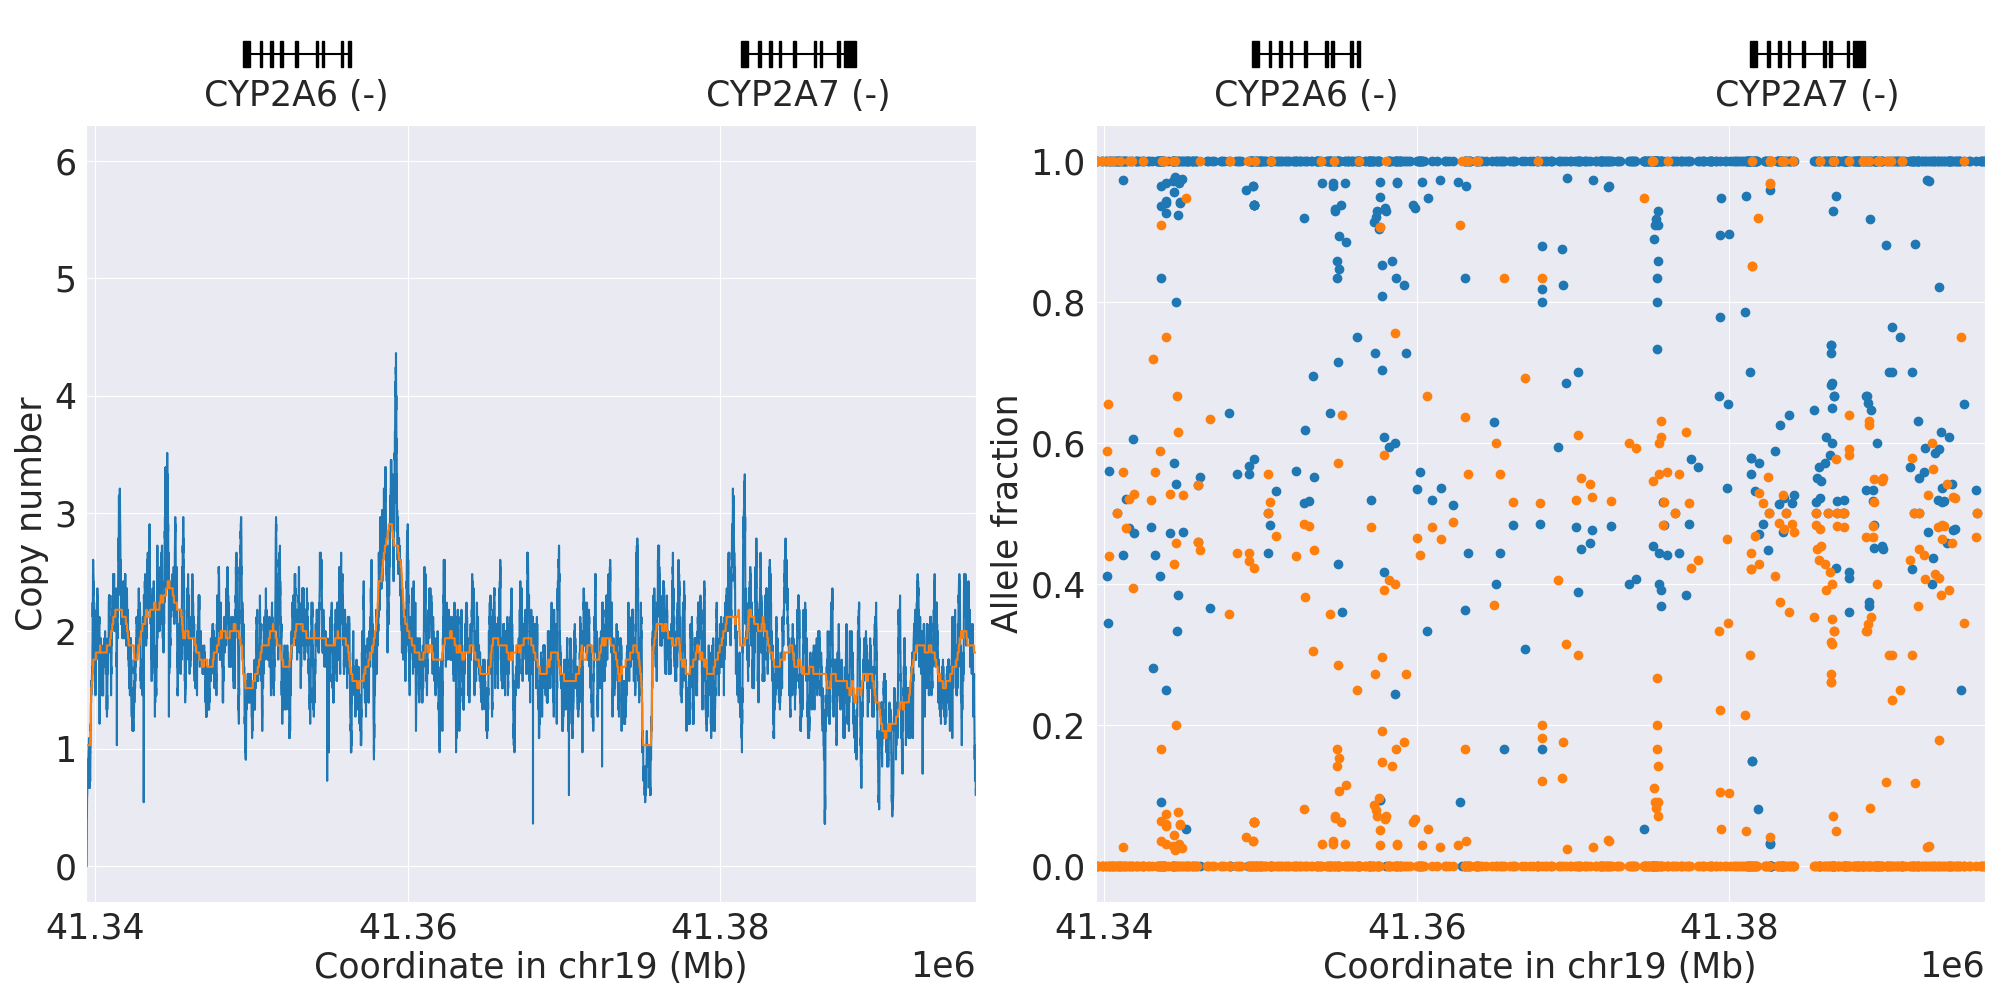 CYP2A6 (-)
CYP2A7 (-)
6
5
4
3
2
1
0
Copy number
41.34
41.36
41.38
Coordinate in chr19 (Mb)
1e6
CYP2A6 (-)
CYP2A7 (-)
1.0
0.8
0.6
0.4
0.2
0.0
Allele fraction
41.34
41.36
41.38
Coordinate in chr19 (Mb)
1e6